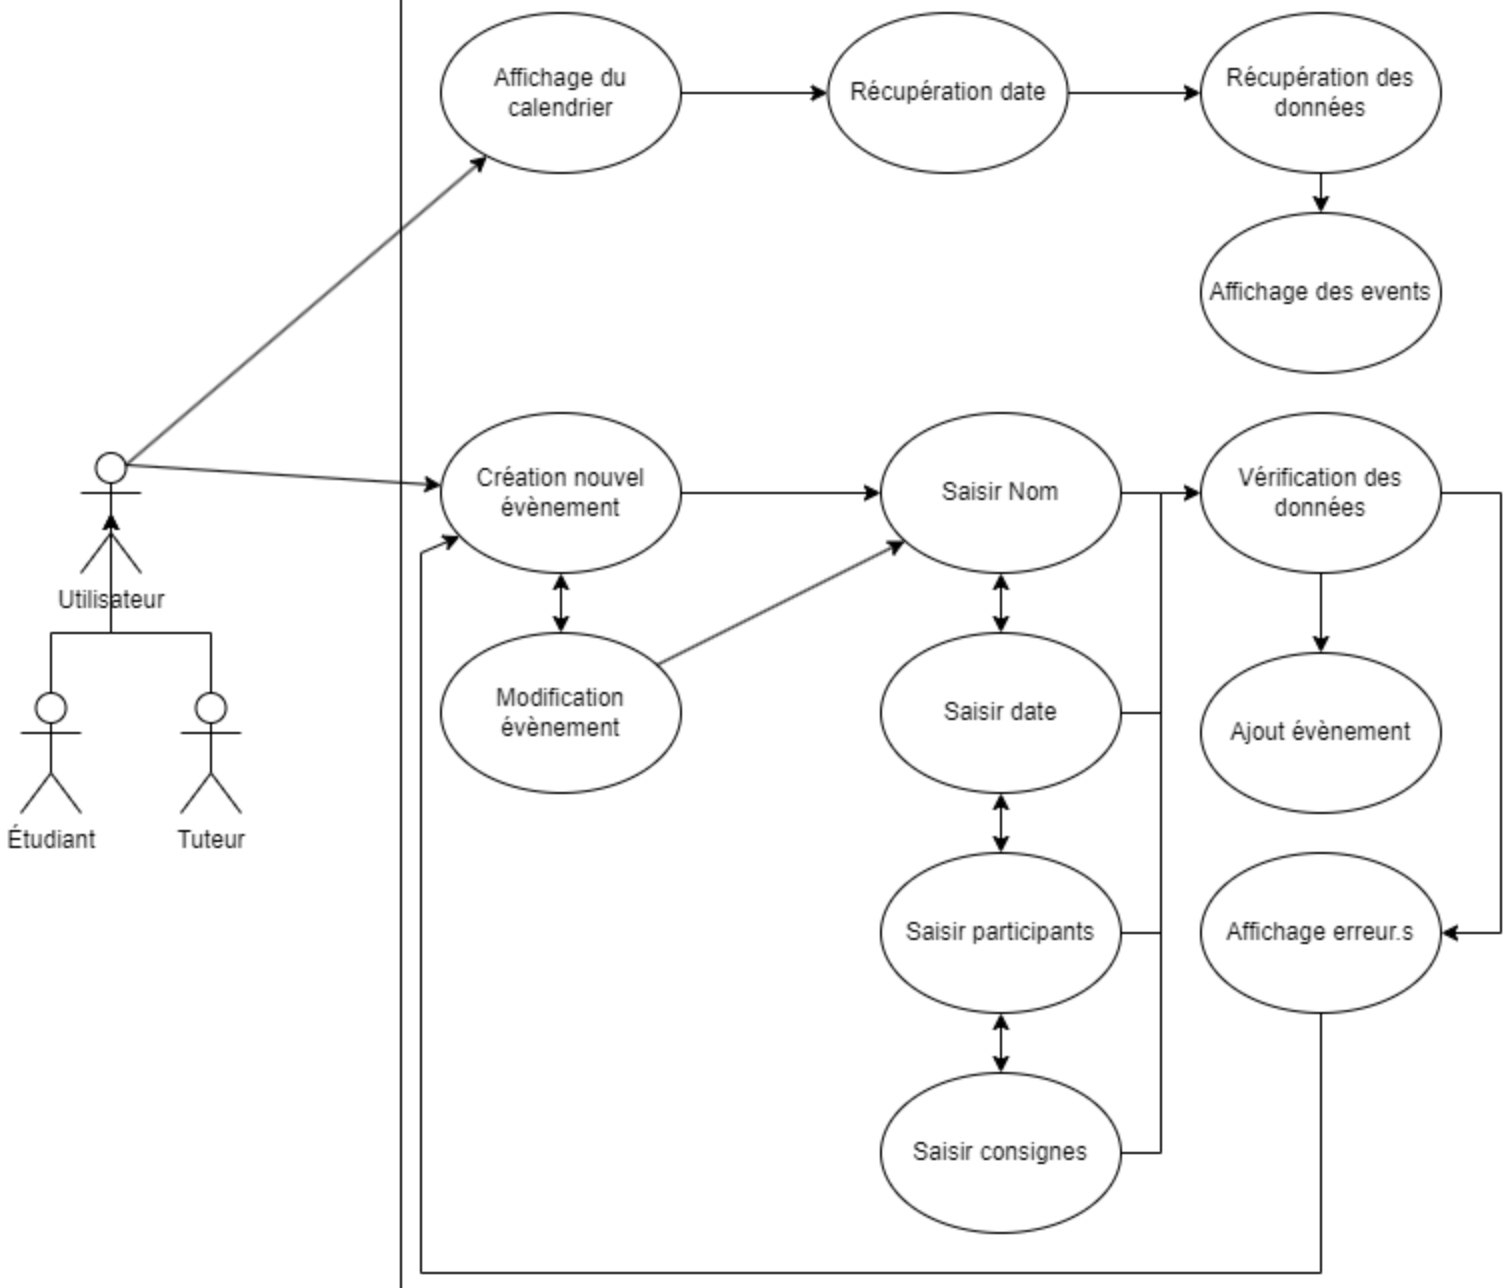 Affichage du
calendrier
Récupération date
Récupération des
données
Affichage des events
Création nouvel
évènement
Saisir Nom
Vérification des
données
Utilisateur
Modification
évènement
Saisir date
Ajout évènement
Étudiant
Tuteur
Saisir participants
Affichage erreur.s
Saisir consignes